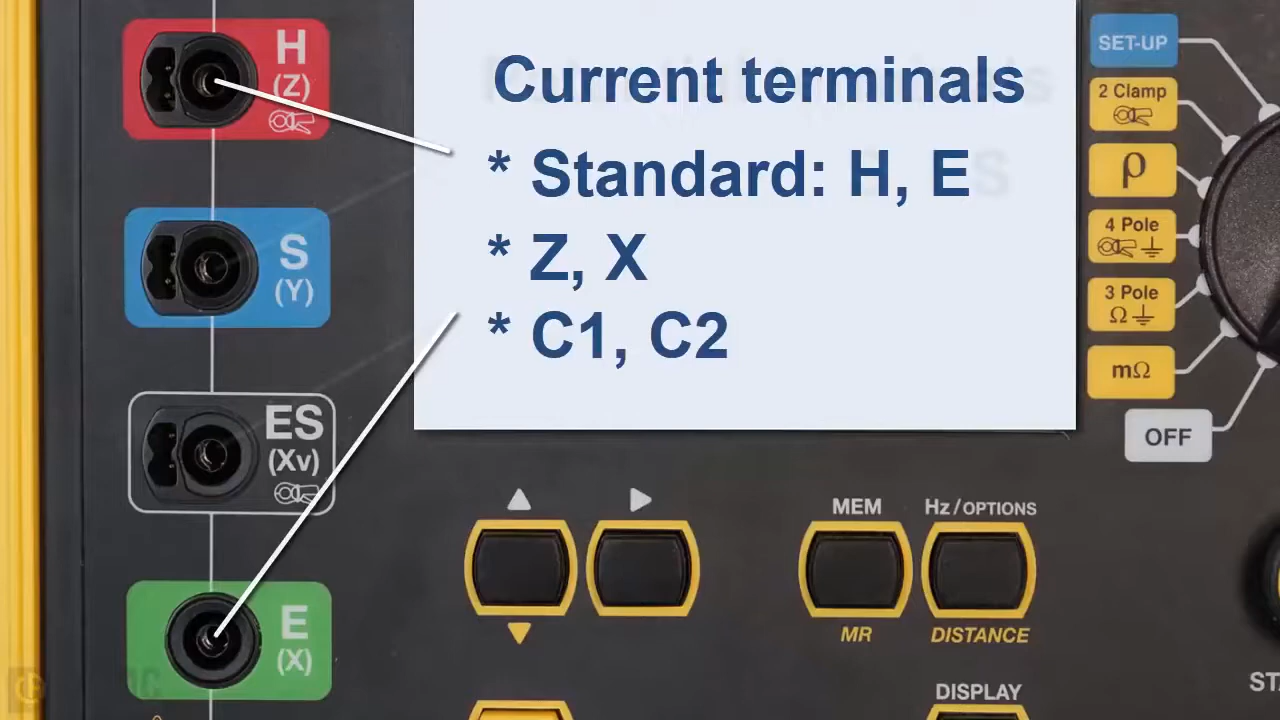 H
(Z)
S
(Y)
ES
(Xv)
E
(X)
Current terminals
* Standard: H, E
* Z, X
* C1, C2
SET-UP
2 Clamp
ρ
4 Pole
3 Pole
Ω
mΩ
OFF
MEM
Hz/OPTIONS
MR
DISTANCE
DISPLAY
ST